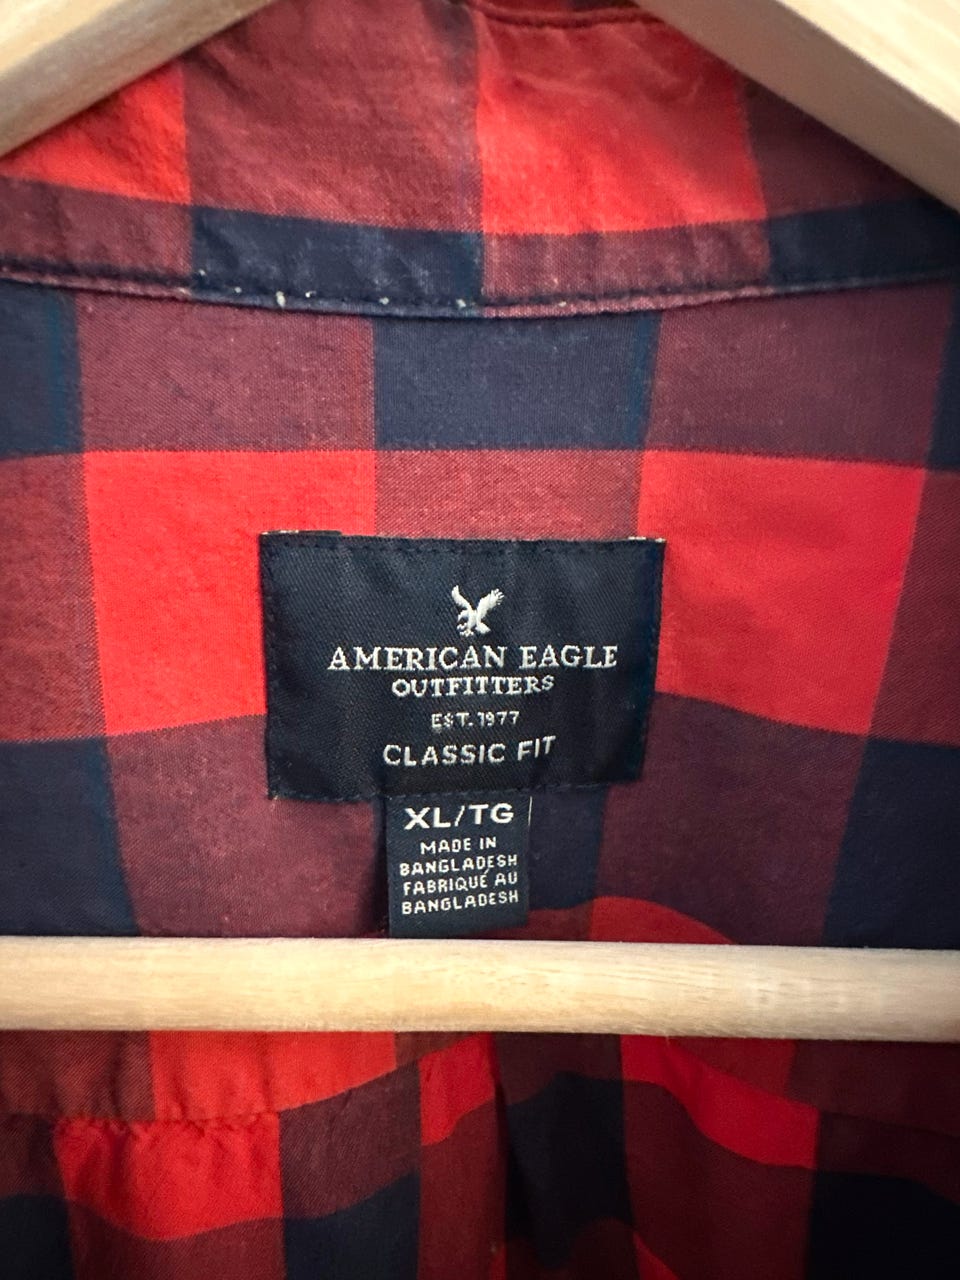 AMERICAN EAGLE
OUTFITTERS
EST. 1977
CLASSIC FIT
XL/TG
MADE IN
BANGLADESH
FABRIQUÉ AU
BANGLADESH